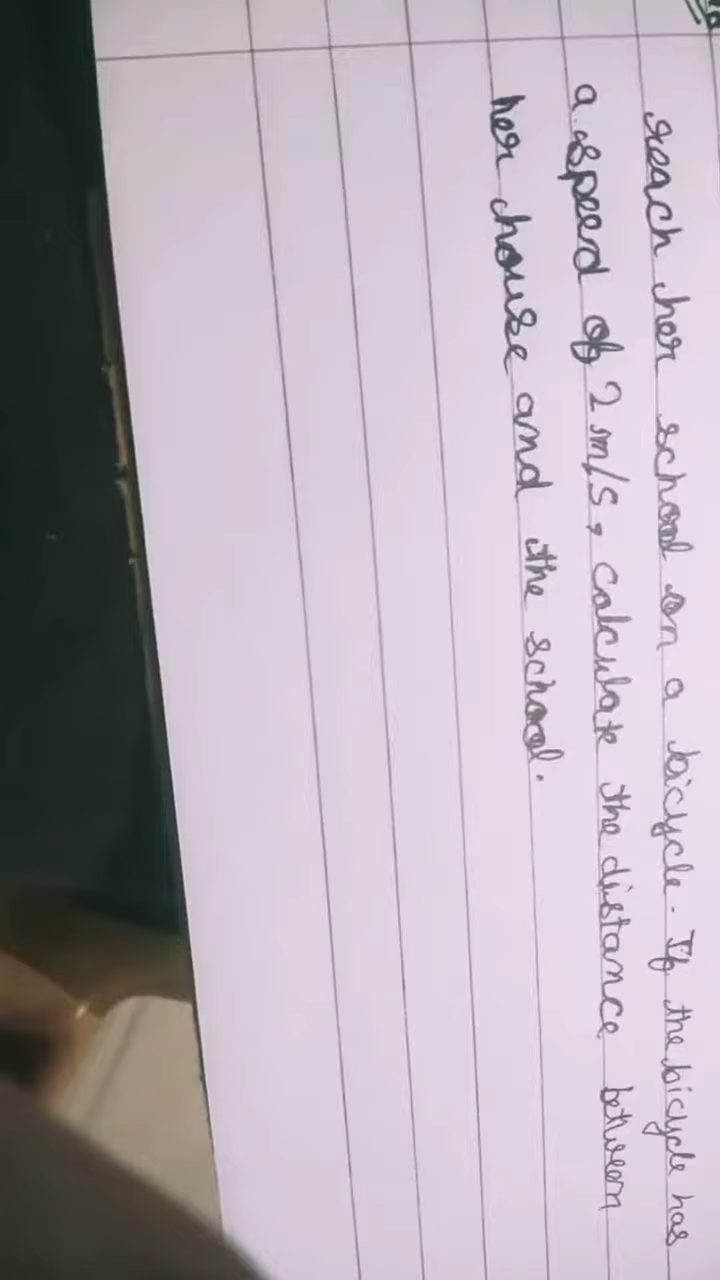 reach her school on a bicycle. If the bicycle has
a speed of 2 m/s, calculate the distance between
her house and the school.